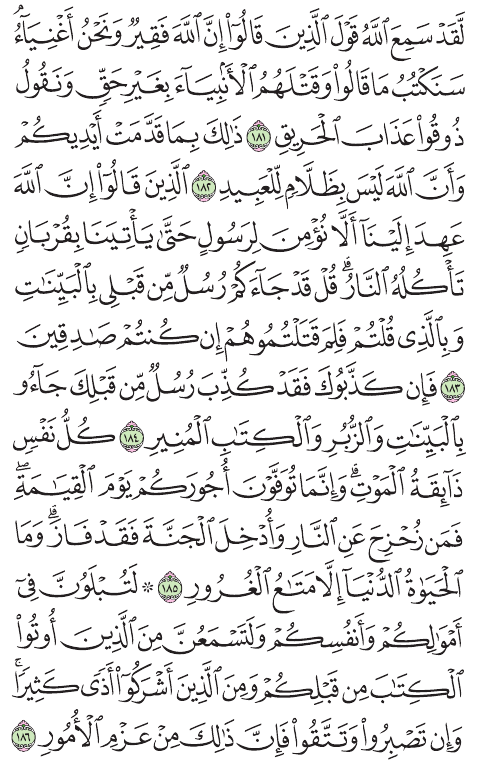 لَّقَدْ سَمِعَ ٱللَّهُ قَوْلَ ٱلَّذِينَ قَالُوٓا۟ إِنَّ ٱللَّهَ فَقِيرٌ وَنَحْنُ أَغْنِيَآءُ
سَنَكْتُبُ مَا قَالُوا۟ وَقَتْلَهُمُ ٱلْأَنۢبِيَآءَ بِغَيْرِ حَقٍّ وَنَقُولُ
ذُوقُوا۟ عَذَابَ ٱلْحَرِيقِ ١٨١ ذَٰلِكَ بِمَا قَدَّمَتْ أَيْدِيكُمْ
وَأَنَّ ٱللَّهَ لَيْسَ بِظَلَّامٍ لِّلْعَبِيدِ ١٨٢ ٱلَّذِينَ قَالُوٓا۟ إِنَّ ٱللَّهَ
عَهِدَ إِلَيْنَآ أَلَّا نُؤْمِنَ لِرَسُولٍ حَتَّىٰ يَأْتِيَنَا بِقُرْبَانٍ
تَأْكُلُهُ ٱلنَّارُ ۗ قُلْ قَدْ جَآءَكُمْ رُسُلٌ مِّن قَبْلِى بِٱلْبَيِّنَٰتِ
وَبِٱلَّذِى قُلْتُمْ فَلِمَ قَتَلْتُمُوهُمْ إِن كُنتُمْ صَٰدِقِينَ
١٨٣ فَإِن كَذَّبُوكَ فَقَدْ كُذِّبَ رُسُلٌ مِّن قَبْلِكَ جَآءُو
بِٱلْبَيِّنَٰتِ وَٱلزُّبُرِ وَٱلْكِتَٰبِ ٱلْمُنِيرِ ١٨٤ كُلُّ نَفْسٍ
ذَآئِقَةُ ٱلْمَوْتِ ۗ وَإِنَّمَا تُوَفَّوْنَ أُجُورَكُمْ يَوْمَ ٱلْقِيَٰمَةِ ۖ
فَمَن زُحْزِحَ عَنِ ٱلنَّارِ وَأُدْخِلَ ٱلْجَنَّةَ فَقَدْ فَازَ ۗ وَمَا
ٱلْحَيَوٰةُ ٱلدُّنْيَآ إِلَّا مَتَٰعُ ٱلْغُرُورِ ١٨٥ ۞ لَتُبْلَوُنَّ فِىٓ
أَمْوَٰلِكُمْ وَأَنفُسِكُمْ وَلَتَسْمَعُنَّ مِنَ ٱلَّذِينَ أُوتُوا۟
ٱلْكِتَٰبَ مِن قَبْلِكُمْ وَمِنَ ٱلَّذِينَ أَشْرَكُوٓا۟ أَذًى كَثِيرًا ۚ
وَإِن تَصْبِرُوا۟ وَتَتَّقُوا۟ فَإِنَّ ذَٰلِكَ مِنْ عَزْمِ ٱلْأُمُورِ ١٨٦